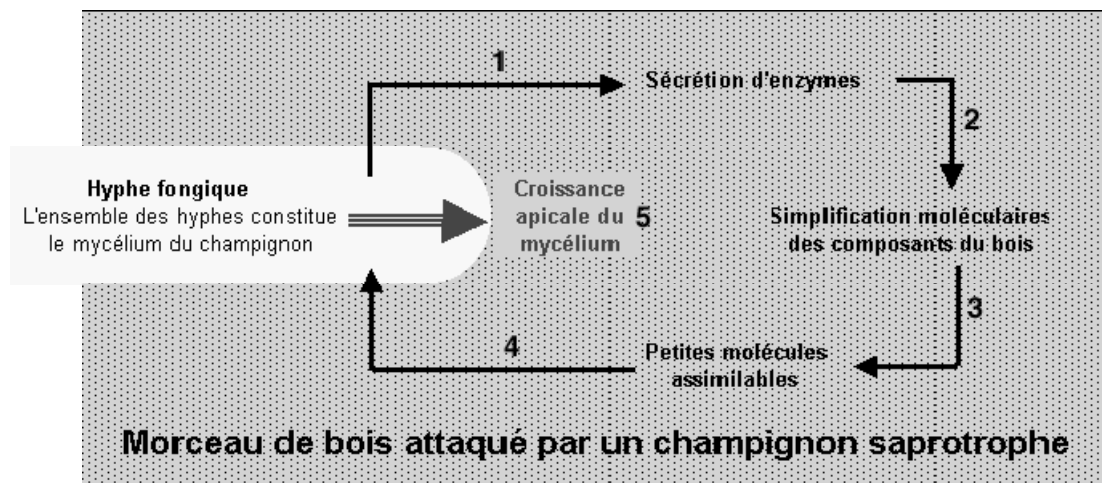 1
Sécrétion d'enzymes
2
Hyphe fongique
L'ensemble des hyphes constitue
le mycélium du champignon
Croissance
apicale du
mycélium
5
Simplification moléculaires
des composants du bois
3
4
Petites molécules
assimilables
Morceau de bois attaqué par un champignon saprotrophe